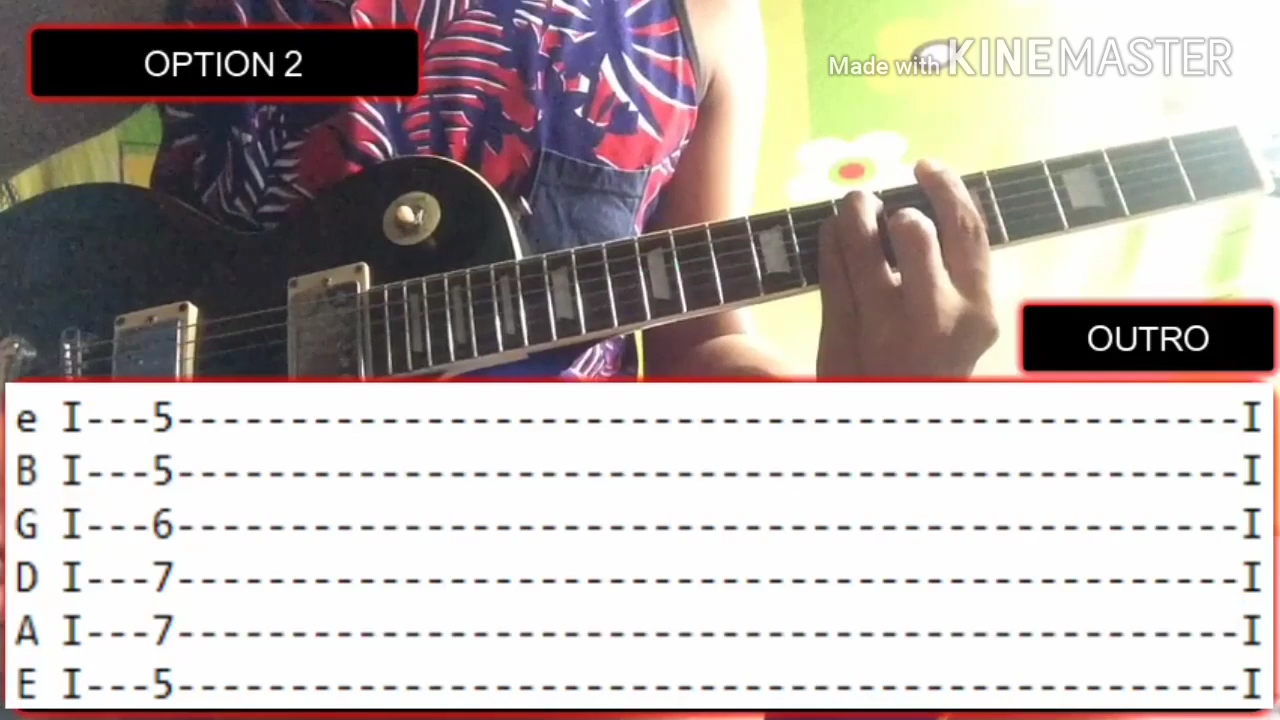 OPTION 2
Made with KINEMASTER
OUTRO
e I---5-----------------------------------------------I
B I---5-----------------------------------------------I
G I---6-----------------------------------------------I
D I---7-----------------------------------------------I
A I---7-----------------------------------------------I
E I---5-----------------------------------------------I